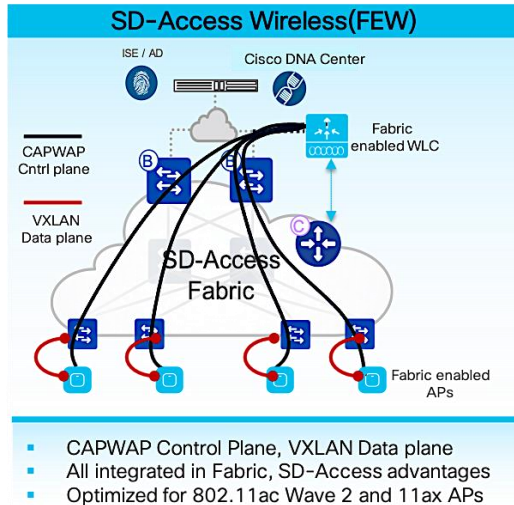 SD-Access Wireless(FEW)
ISE / AD
Cisco DNA Center
Fabric
enabled WLC
CAPWAP
Cntrl plane
VXLAN
Data plane
B
B
C
SD-Access
Fabric
Fabric enabled
APs
▪ CAPWAP Control Plane, VXLAN Data plane
▪ All integrated in Fabric, SD-Access advantages
▪ Optimized for 802.11ac Wave 2 and 11ax APs